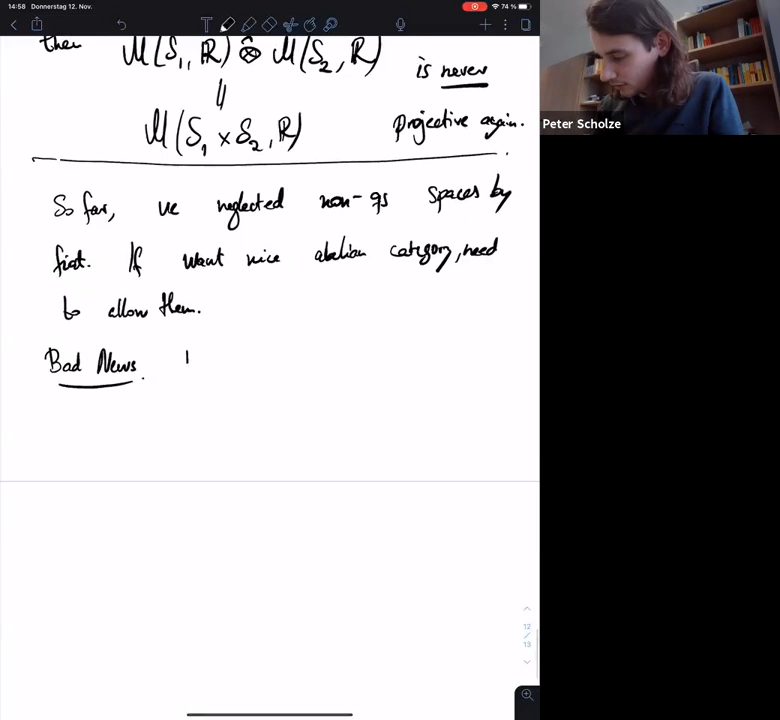 14:58 Donnerstag 12. Nov.
74 %
then M(S₁, ℝ) ⊗̂ M(S₂, ℝ)
is never
M(S₁ × S₂, ℝ)
projective again.
So far, we neglected non-qs spaces by
fiat. If want nice abelian category, need
to allow them.
Bad News.
12
/
13
Peter Scholze